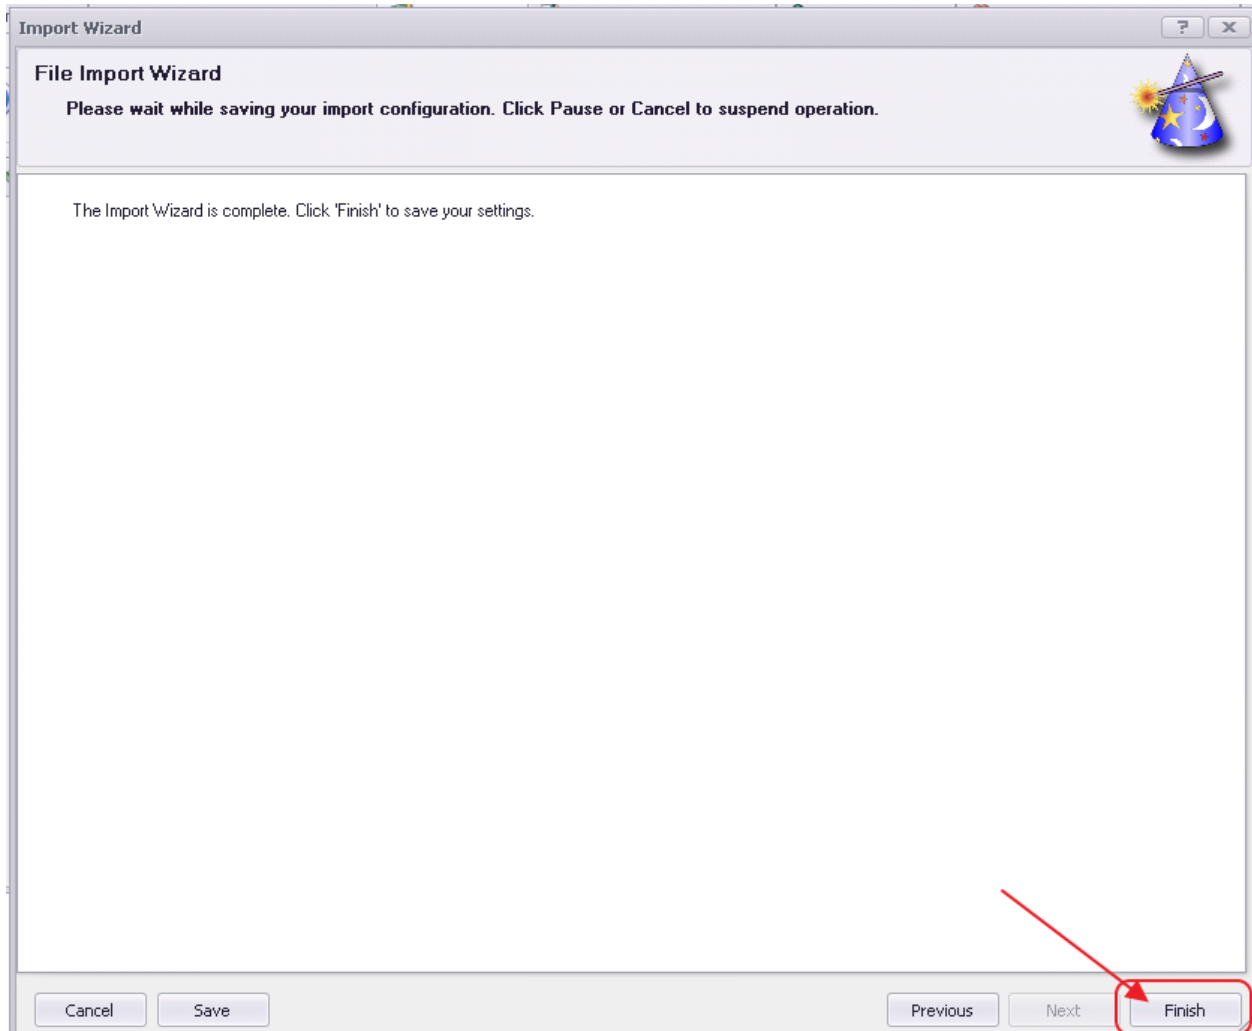 Import Wizard
File Import Wizard
Please wait while saving your import configuration. Click Pause or Cancel to suspend operation.
The Import Wizard is complete. Click 'Finish' to save your settings.
Cancel Save Previous Next Finish